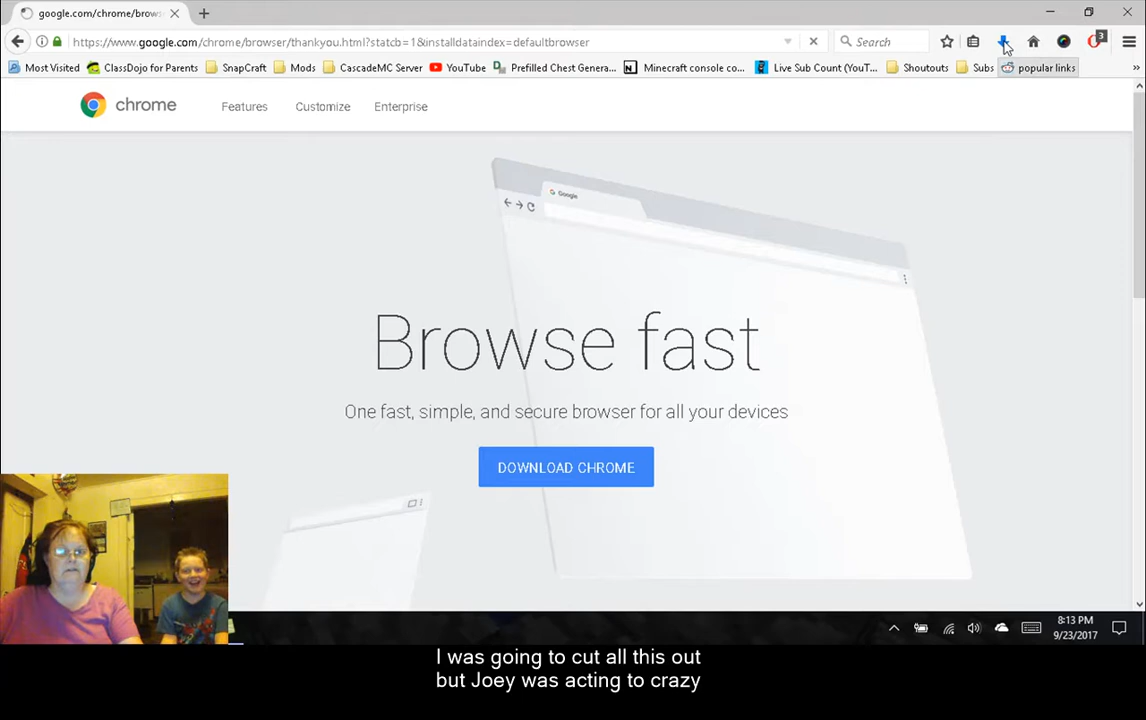 google.com/chrome/brows
https://www.google.com/chrome/browser/thankyou.html?statcb=1&installdataindex=defaultbrowser
Search
3
Most Visited
ClassDojo for Parents
SnapCraft
Mods
CascadeMC Server
YouTube
Prefilled Chest Genera...
Minecraft console co...
Live Sub Count (YouT...
Shoutouts
Subs
popular links
chrome
Features
Customize
Enterprise
Google
Browse fast
One fast, simple, and secure browser for all your devices
DOWNLOAD CHROME
8:13 PM
9/23/2017
I was going to cut all this out
but Joey was acting to crazy